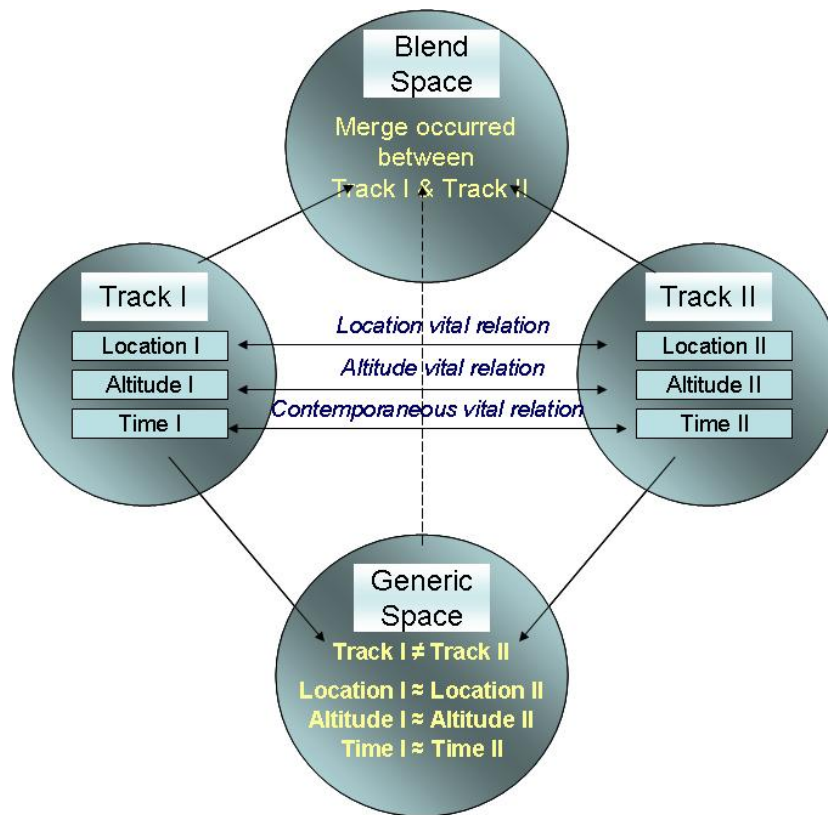 Blend
Space
Merge occurred
between
Track I & Track II
Track I
Location I
Altitude I
Time I
Location vital relation
Altitude vital relation
Contemporaneous vital relation
Track II
Location II
Altitude II
Time II
Generic
Space
Track I ≠ Track II
Location I ≈ Location II
Altitude I ≈ Altitude II
Time I ≈ Time II